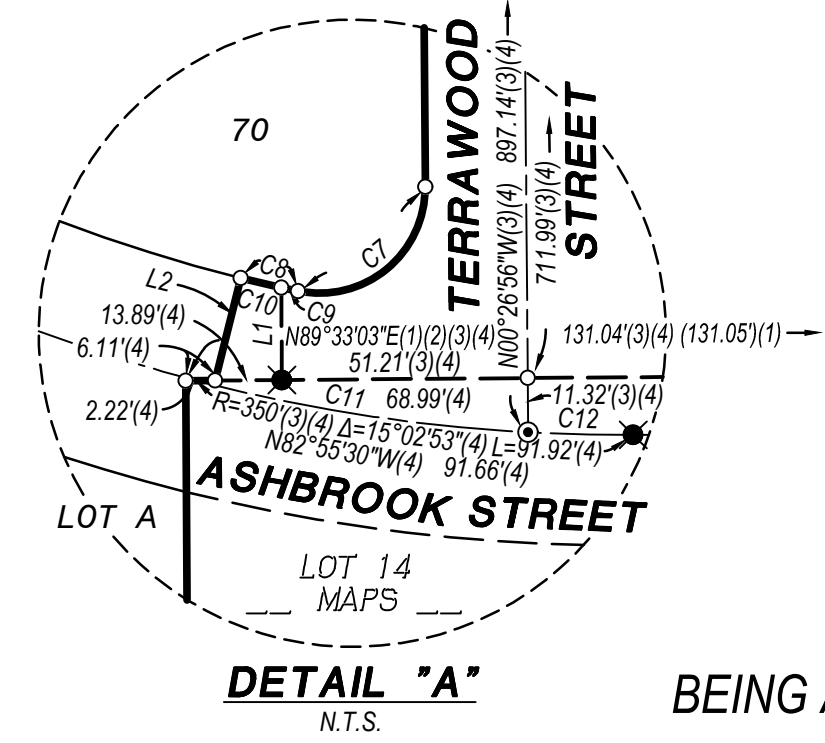 TERRAWOOD
STREET
N00°26'56"W(3)(4) 897.14'(3)(4)
711.99'(3)(4)
70
C7
C8
L2
C10
C9
13.89'(4)
L1
N89°33'03"E(1)(2)(3)(4)
131.04'(3)(4) (131.05')(1)
6.11'(4)
51.21'(3)(4)
2.22'(4)
C11 68.99'(4)
11.32'(3)(4)
C12
R=350'(3)(4) Δ=15°02'53"(4) L=91.92'(4)
N82°55'30"W(4) 91.66'(4)
ASHBROOK STREET
LOT A
LOT 14
__ MAPS __
DETAIL "A"
N.T.S.
BEING